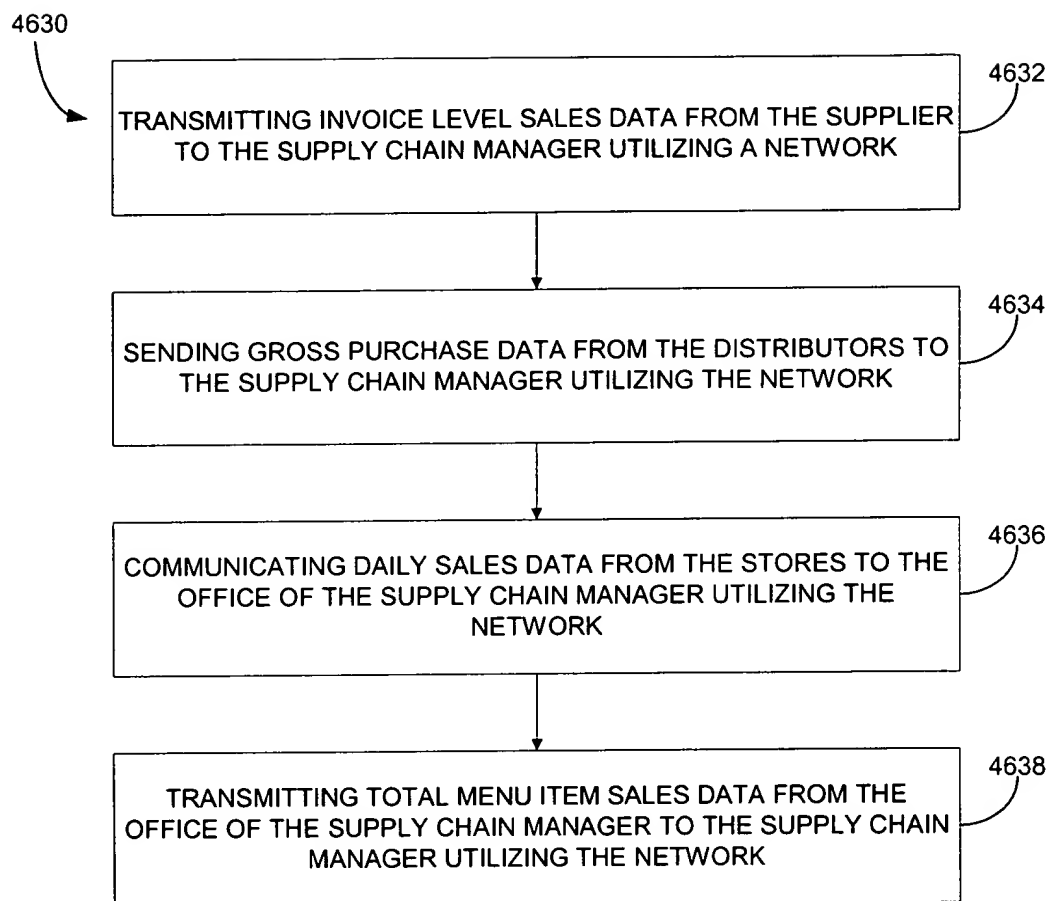 4630
4632
TRANSMITTING INVOICE LEVEL SALES DATA FROM THE SUPPLIER
TO THE SUPPLY CHAIN MANAGER UTILIZING A NETWORK
4634
SENDING GROSS PURCHASE DATA FROM THE DISTRIBUTORS TO
THE SUPPLY CHAIN MANAGER UTILIZING THE NETWORK
4636
COMMUNICATING DAILY SALES DATA FROM THE STORES TO THE
OFFICE OF THE SUPPLY CHAIN MANAGER UTILIZING THE
NETWORK
4638
TRANSMITTING TOTAL MENU ITEM SALES DATA FROM THE
OFFICE OF THE SUPPLY CHAIN MANAGER TO THE SUPPLY CHAIN
MANAGER UTILIZING THE NETWORK